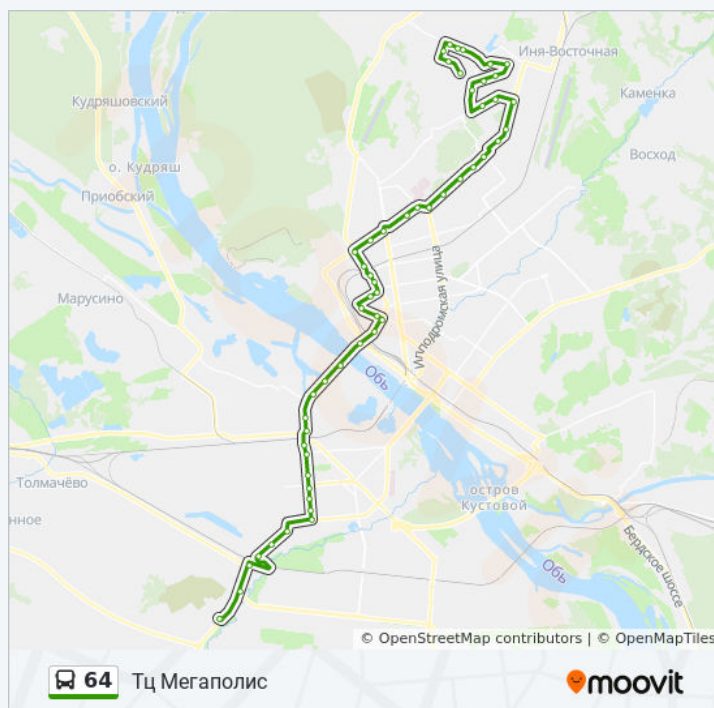 Иня-Восточная
Кудряшовский
Каменка
о. Кудряш
Восход
Приобский
Марусино
Ипподромская улица
Обь
Толмачёво
остров
Кустовой
нное
Бердское шоссе
Обь
© OpenStreetMap contributors | © OpenMapTiles
64 Тц Мегаполис
moovit